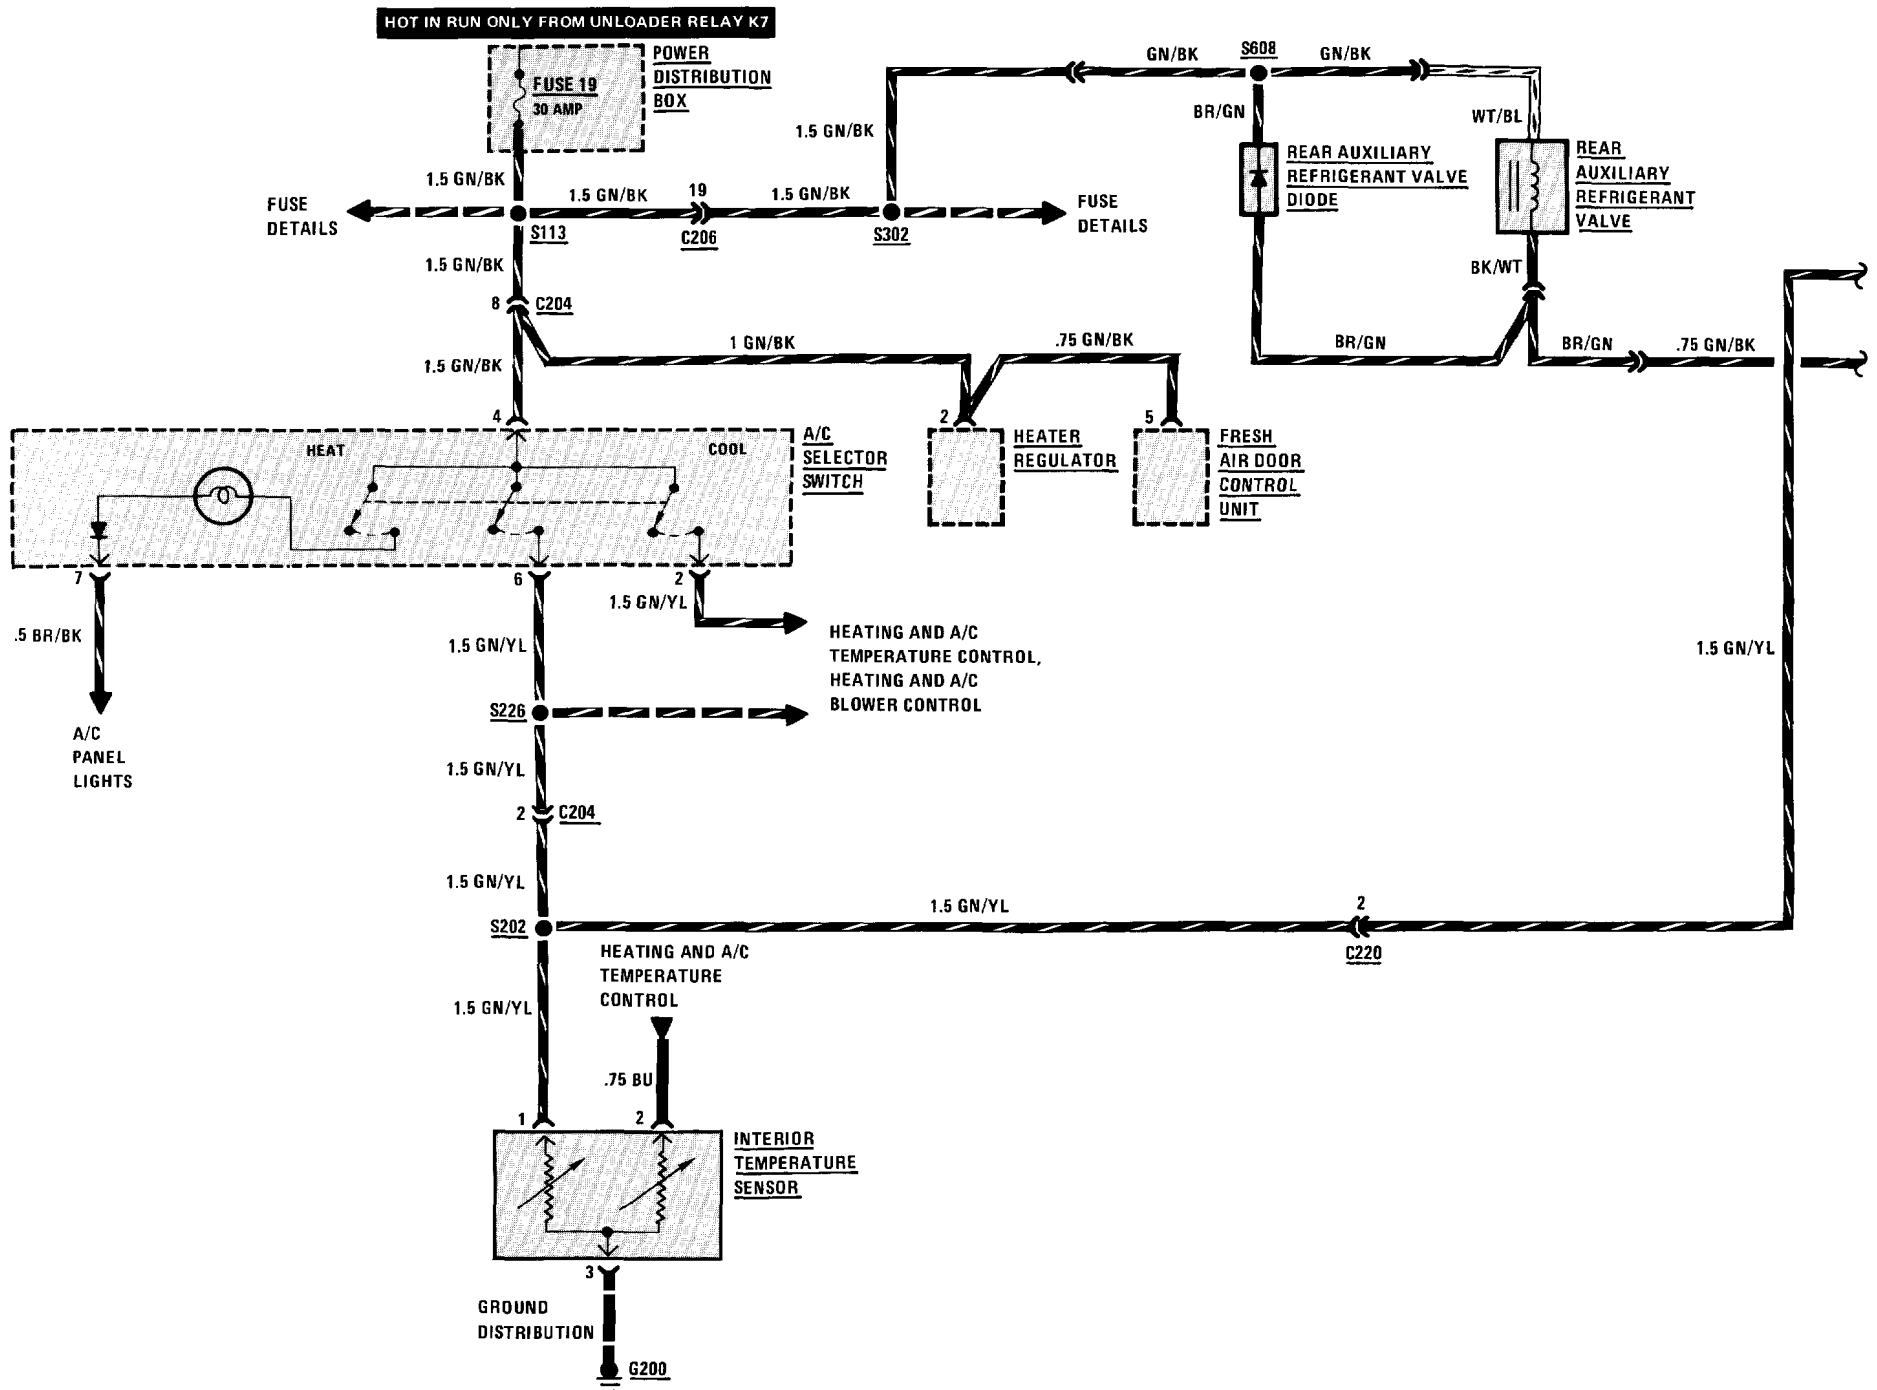 HOT IN RUN ONLY FROM UNLOADER RELAY K7
POWER
DISTRIBUTION
BOX
FUSE 19
30 AMP
1.5 GN/BK
FUSE
DETAILS
S113
1.5 GN/BK
19
C206
1.5 GN/BK
S302
FUSE
DETAILS
1.5 GN/BK
GN/BK
S608
GN/BK
BR/GN
WT/BL
REAR AUXILIARY
REFRIGERANT VALVE
DIODE
REAR
AUXILIARY
REFRIGERANT
VALVE
BK/WT
BR/GN
BR/GN
.75 GN/BK
1.5 GN/BK
8
C204
1 GN/BK
.75 GN/BK
1.5 GN/BK
4
2
HEATER
REGULATOR
5
FRESH
AIR DOOR
CONTROL
UNIT
HEAT
COOL
A/C
SELECTOR
SWITCH
7
6
2
.5 BR/BK
A/C
PANEL
LIGHTS
1.5 GN/YL
1.5 GN/YL
HEATING AND A/C
TEMPERATURE CONTROL,
HEATING AND A/C
BLOWER CONTROL
1.5 GN/YL
S226
1.5 GN/YL
2
C204
1.5 GN/YL
S202
1.5 GN/YL
2
C220
HEATING AND A/C
TEMPERATURE
CONTROL
1.5 GN/YL
.75 BU
1
2
INTERIOR
TEMPERATURE
SENSOR
3
GROUND
DISTRIBUTION
G200